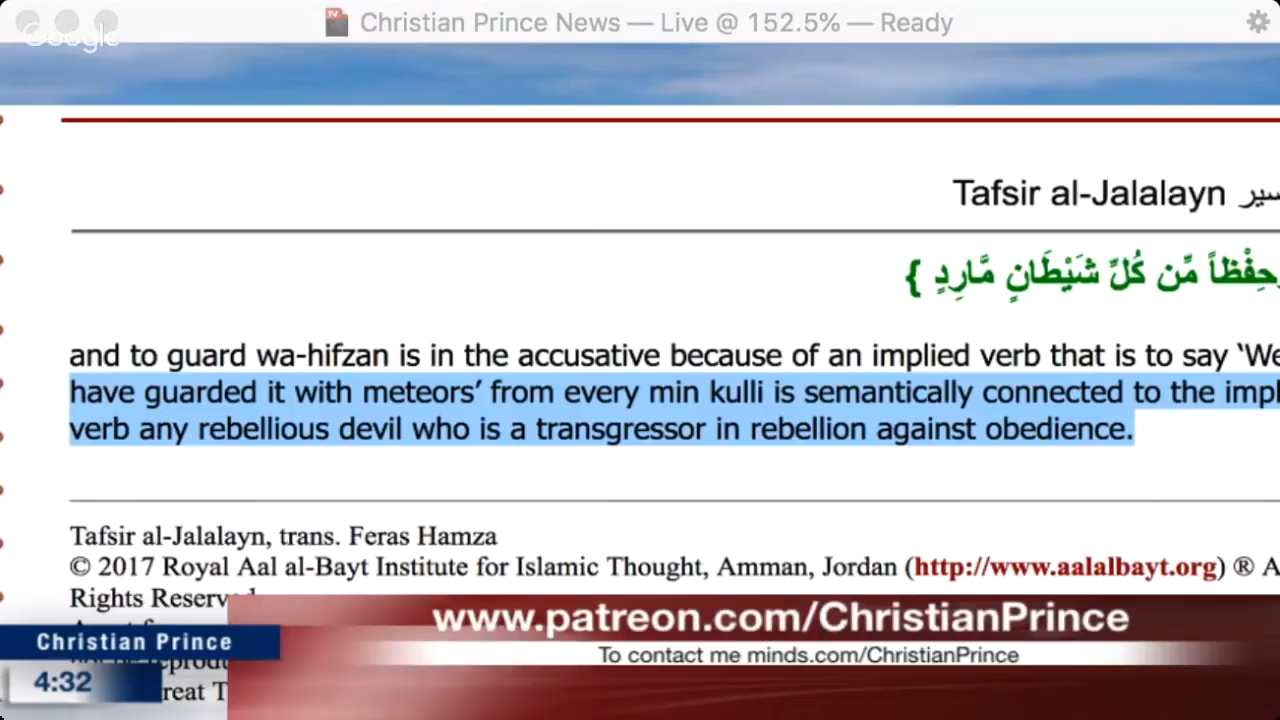 Google
Christian Prince News — Live @ 152.5% — Ready
Tafsir al-Jalalayn
حِفْظاً مِّن كُلِّ شَيْطَانٍ مَّارِدٍ }
and to guard wa-hifzan is in the accusative because of an implied verb that is to say ‘We
have guarded it with meteors’ from every min kulli is semantically connected to the
verb any rebellious devil who is a transgressor in rebellion against obedience.
Tafsir al-Jalalayn, trans. Feras Hamza
© 2017 Royal Aal al-Bayt Institute for Islamic Thought, Amman, Jordan (http://www.aalalbayt.org) ®
Rights
www.patreon.com/ChristianPrince
Christian Prince
To contact me minds.com/ChristianPrince
4:32